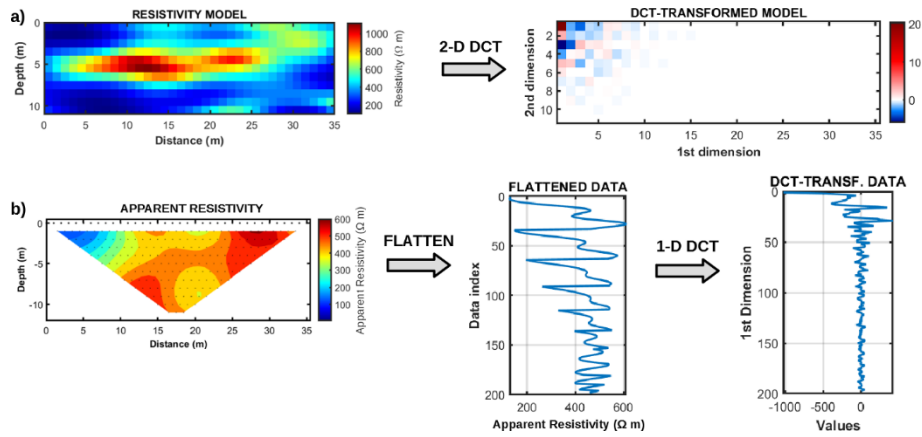 a)
RESISTIVITY MODEL
Depth (m)
0
5
10
0 5 10 15 20 25 30 35
Distance (m)
1000
800
600
400
200
Resistivity (Ω m)
2-D DCT
DCT-TRANSFORMED MODEL
2nd dimension
2
4
6
8
10
5 10 15 20 25 30 35
1st dimension
20
15
10
5
0
b)
APPARENT RESISTIVITY
Depth (m)
0
-5
-10
0 5 10 15 20 25 30 35
Distance (m)
600
500
400
300
200
100
Apparent Resistivity (Ω m)
FLATTEN
FLATTENED DATA
Data index
0
50
100
150
200
200 400 600
Apparent Resistivity (Ω m)
1-D DCT
DCT-TRANSF. DATA
1st Dimension
0
50
100
150
200
-1000 -500 0
Values